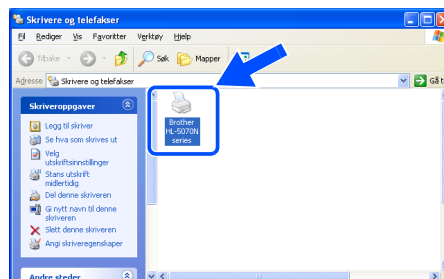 Skrivere og telefakser
Fil Rediger Vis Favoritter Verktøy Hjelp
Tilbake Søk Mapper
Adresse Skrivere og telefakser Gå t
Skriveroppgaver
Legg til skriver
Se hva som skrives ut
Velg
utskriftsinnstillinger
Stans utskrift
midlertidig
Del denne skriveren
Gi nytt navn til denne
skriveren
Slett denne skriveren
Angi skriveregenskaper
Andre steder
Brother
HL-5070N
series